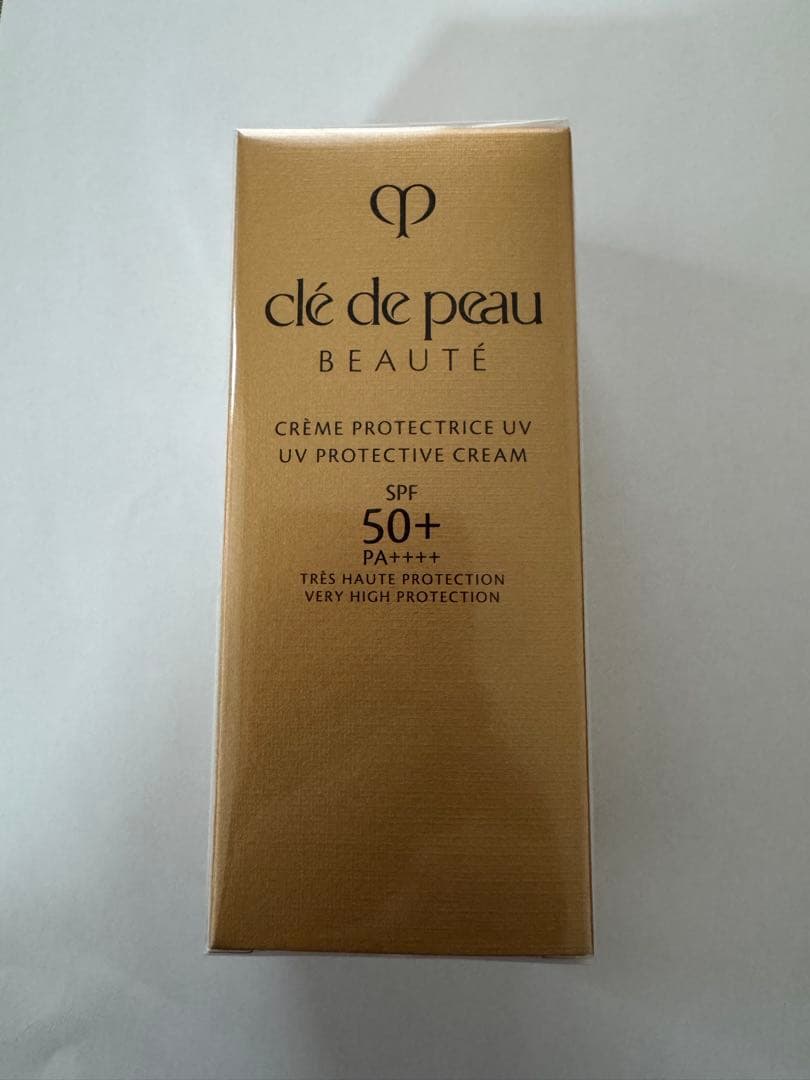 clé de peau
BEAUTÉ
CRÈME PROTECTRICE UV
UV PROTECTIVE CREAM
SPF
50+
PA++++
TRÈS HAUTE PROTECTION
VERY HIGH PROTECTION